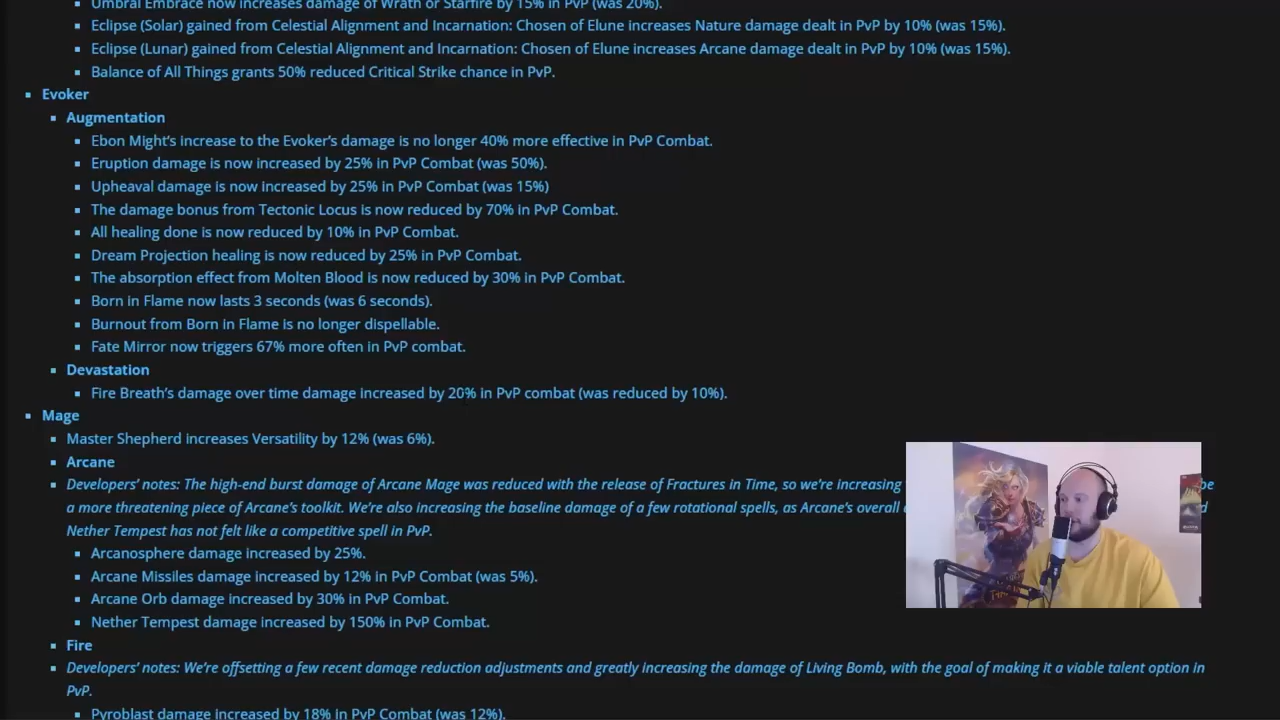 Umbral Embrace now increases damage of Wrath or Starfire by 15% in PvP (was 20%).
Eclipse (Solar) gained from Celestial Alignment and Incarnation: Chosen of Elune increases Nature damage dealt in PvP by 10% (was 15%).
Eclipse (Lunar) gained from Celestial Alignment and Incarnation: Chosen of Elune increases Arcane damage dealt in PvP by 10% (was 15%).
Balance of All Things grants 50% reduced Critical Strike chance in PvP.
Evoker
Augmentation
Ebon Might's increase to the Evoker's damage is no longer 40% more effective in PvP Combat.
Eruption damage is now increased by 25% in PvP Combat (was 50%).
Upheaval damage is now increased by 25% in PvP Combat (was 15%)
The damage bonus from Tectonic Locus is now reduced by 70% in PvP Combat.
All healing done is now reduced by 10% in PvP Combat.
Dream Projection healing is now reduced by 25% in PvP Combat.
The absorption effect from Molten Blood is now reduced by 30% in PvP Combat.
Born in Flame now lasts 3 seconds (was 6 seconds).
Burnout from Born in Flame is no longer dispellable.
Fate Mirror now triggers 67% more often in PvP combat.
Devastation
Fire Breath's damage over time damage increased by 20% in PvP combat (was reduced by 10%).
Mage
Master Shepherd increases Versatility by 12% (was 6%).
Arcane
Developers' notes: The high-end burst damage of Arcane Mage was reduced with the release of Fractures in Time, so we're increasing be
a more threatening piece of Arcane's toolkit. We're also increasing the baseline damage of a few rotational spells, as Arcane's overall
Nether Tempest has not felt like a competitive spell in PvP.
Arcanosphere damage increased by 25%.
Arcane Missiles damage increased by 12% in PvP Combat (was 5%).
Arcane Orb damage increased by 30% in PvP Combat.
Nether Tempest damage increased by 150% in PvP Combat.
Fire
Developers' notes: We're offsetting a few recent damage reduction adjustments and greatly increasing the damage of Living Bomb, with the goal of making it a viable talent option in
PvP.
Pyroblast damage increased by 18% in PvP Combat (was 12%).